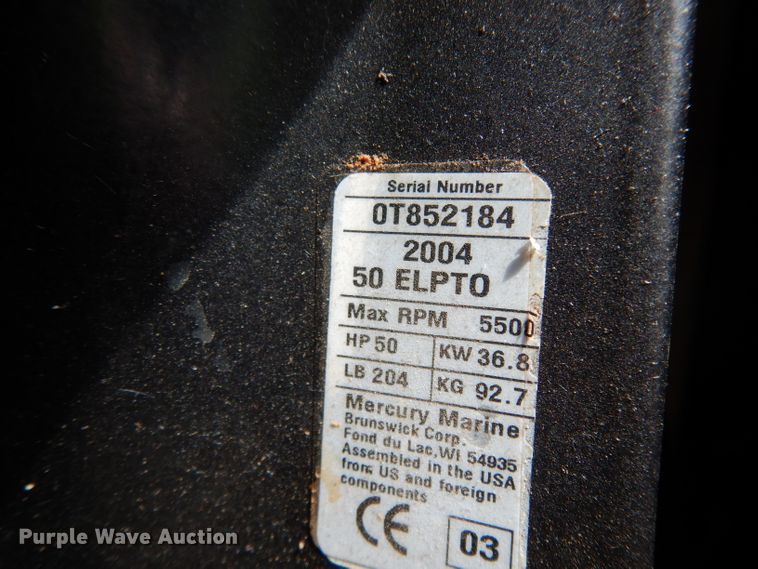 Serial Number
0T852184
2004
50 ELPTO
Max RPM 5500
HP 50 KW 36.8
LB 204 KG 92.7
Mercury Marine
Brunswick Corp.
Fond du Lac, WI 54935
Assembled in the USA
from US and foreign
components
CE 03
Purple Wave Auction